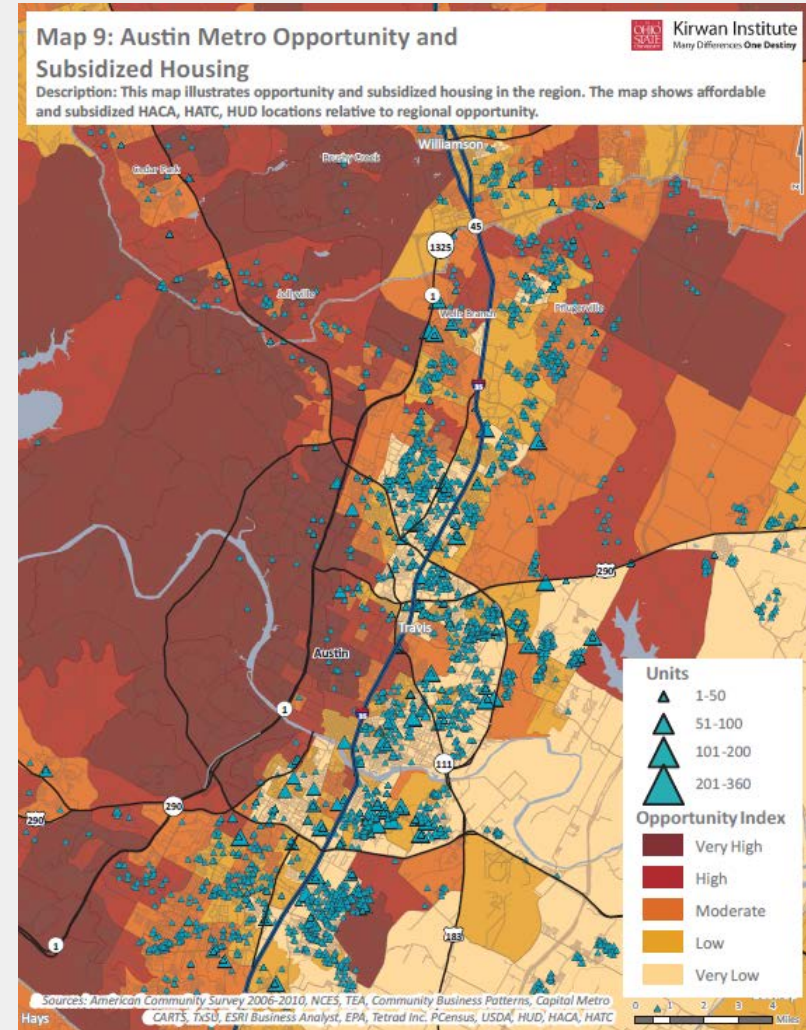 Map 9: Austin Metro Opportunity and
Subsidized Housing
OHIO
STATE
Kirwan Institute
Many Differences One Destiny
Description: This map illustrates opportunity and subsidized housing in the region. The map shows affordable
and subsidized HACA, HATC, HUD locations relative to regional opportunity.
Williamson
Brushy Creek
Cedar Park
45
1325
Jollyville
1
Wells Branch
Pflugerville
35
290
Travis
Austin
1
35
111
290
290
1
183
Hays
Units
1-50
51-100
101-200
201-360
Opportunity Index
Very High
High
Moderate
Low
Very Low
Sources: American Community Survey 2006-2010, NCES, TEA, Community Business Patterns, Capital Metro
CARTS, TxSU, ESRI Business Analyst, EPA, Tetrad Inc. PCensus, USDA, HUD, HACA, HATC
0 1 2 3 4
Miles